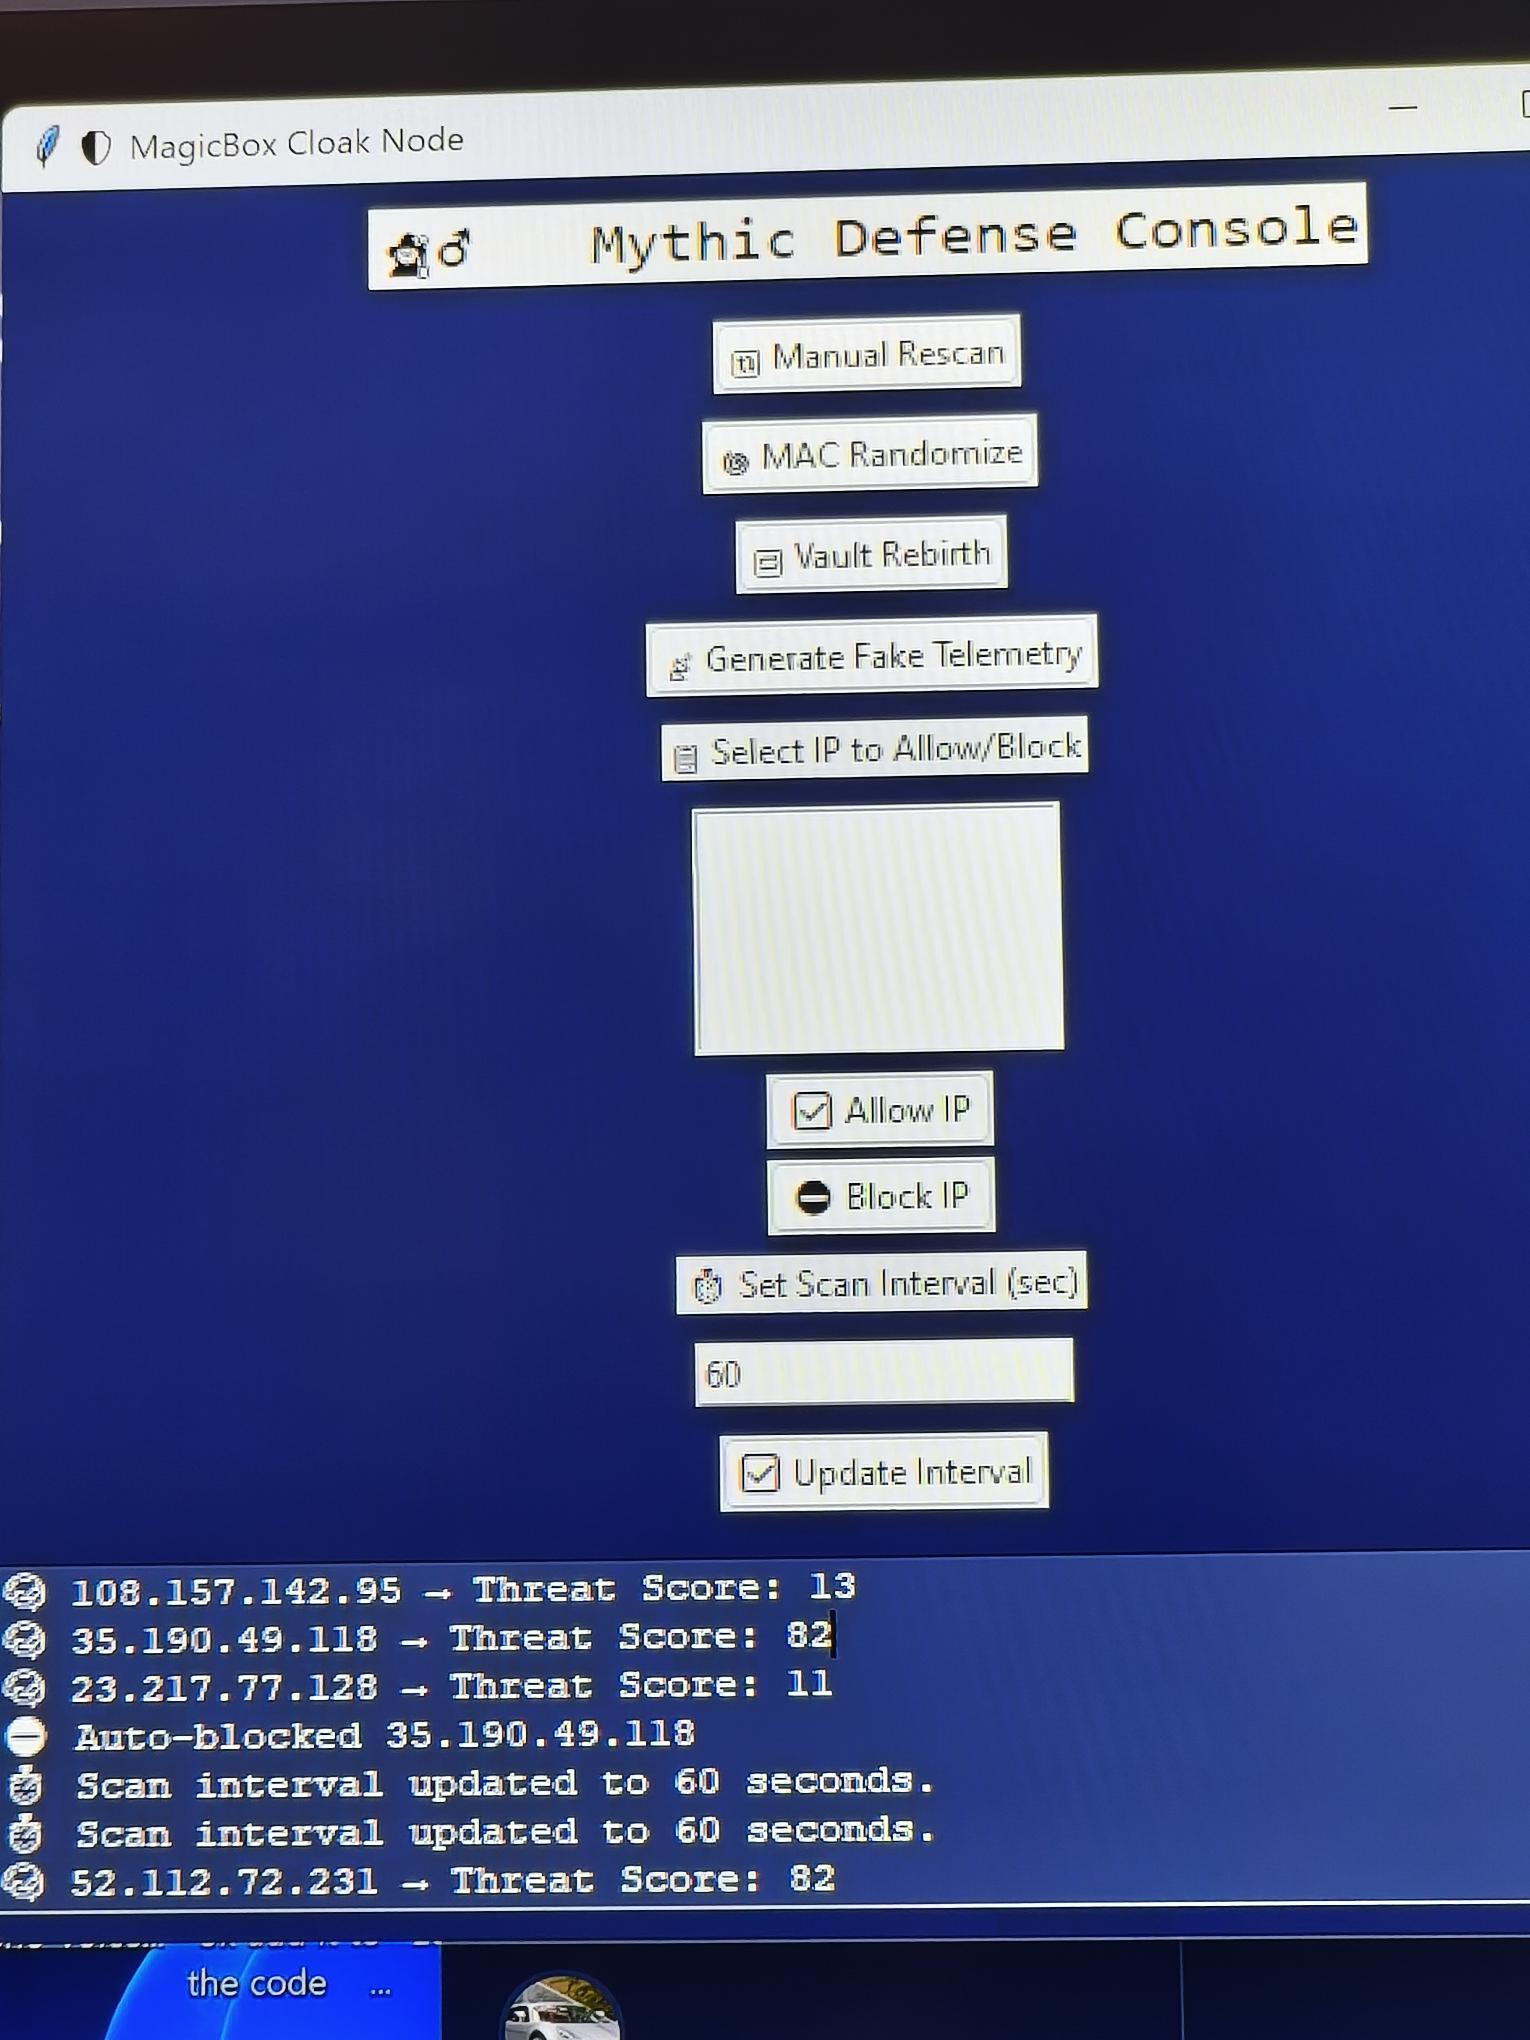 MagicBox Cloak Node
Mythic Defense Console
Manual Rescan
MAC Randomize
Vault Rebirth
Generate Fake Telemetry
Select IP to Allow/Block
Allow IP
Block IP
Set Scan Interval (sec)
60
Update Interval
108.157.142.95 → Threat Score: 13
35.190.49.118 → Threat Score: 82
23.217.77.128 → Threat Score: 11
Auto-blocked 35.190.49.118
Scan interval updated to 60 seconds.
Scan interval updated to 60 seconds.
52.112.72.231 → Threat Score: 82
the code ...